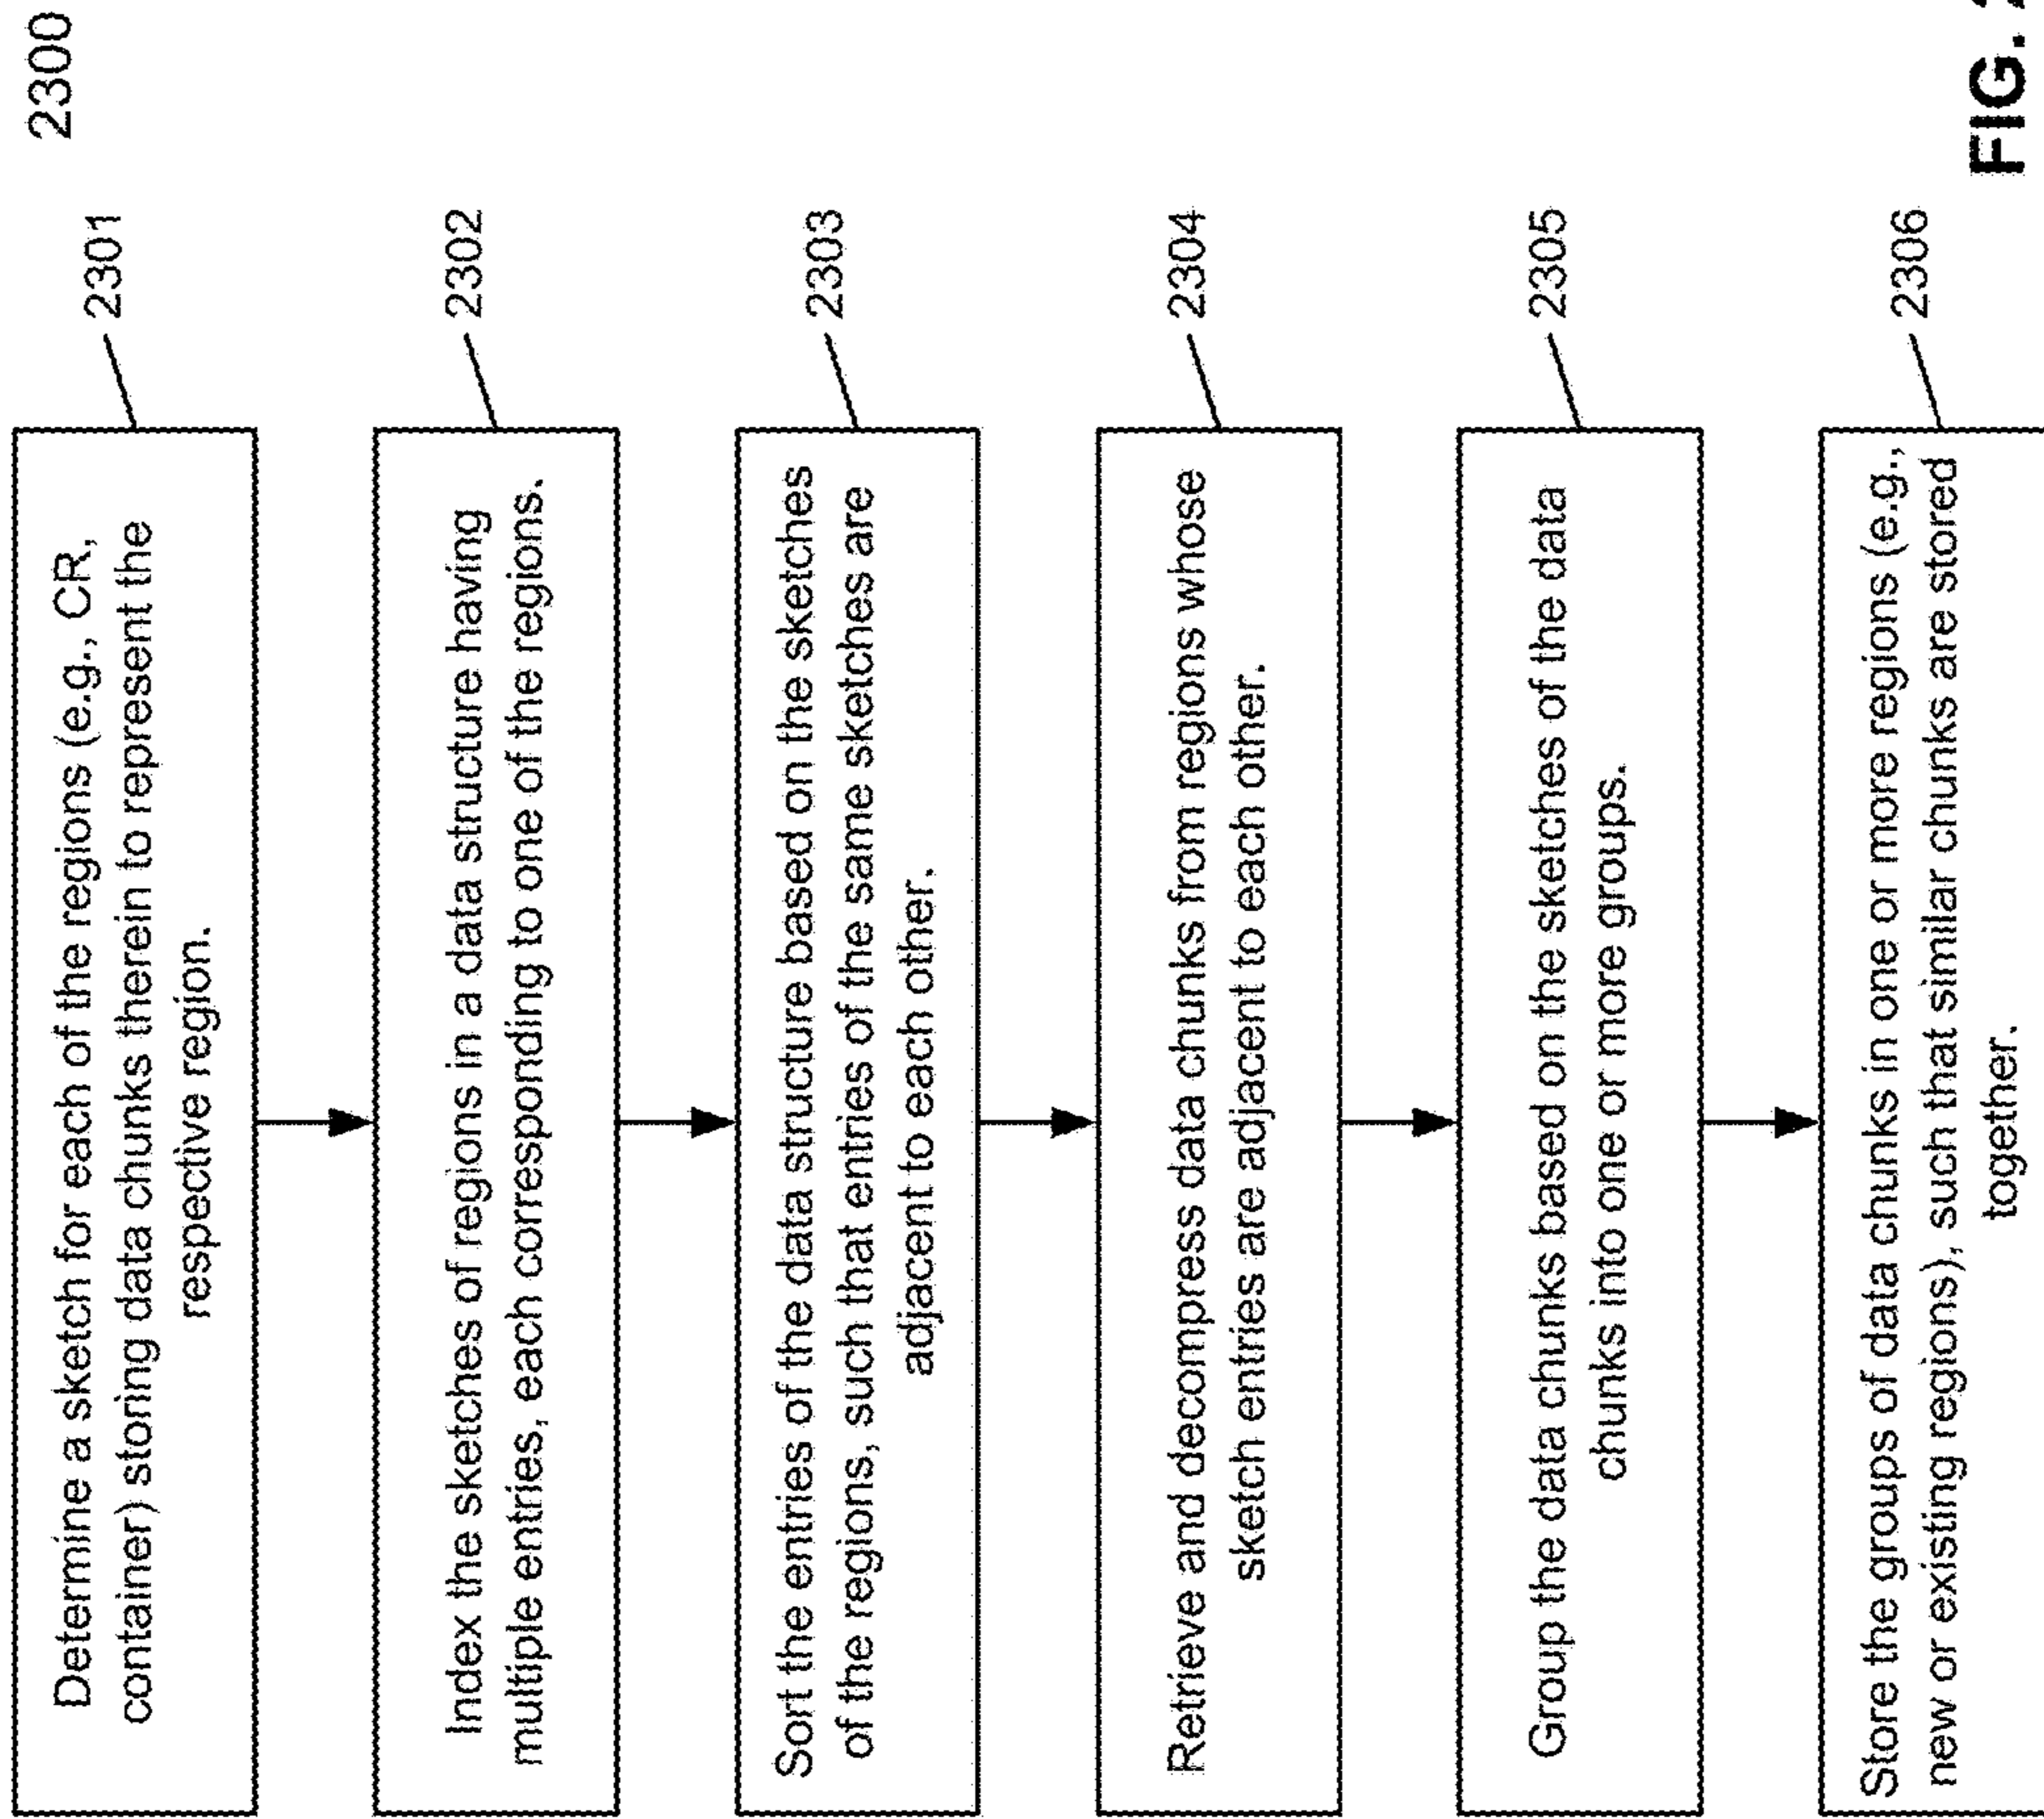 2300
Determine a sketch for each of the regions (e.g., CR,
container) storing data chunks therein to represent the
respective region.
2301
Index the sketches of regions in a data structure having
multiple entries, each corresponding to one of the regions.
2302
Sort the entries of the data structure based on the sketches
of the regions, such that entries of the same sketches are
adjacent to each other.
2303
Retrieve and decompress data chunks from regions whose
sketch entries are adjacent to each other.
2304
Group the data chunks based on the sketches of the data
chunks into one or more groups.
2305
Store the groups of data chunks in one or more regions (e.g.,
new or existing regions), such that similar chunks are stored
together.
2306
FIG.